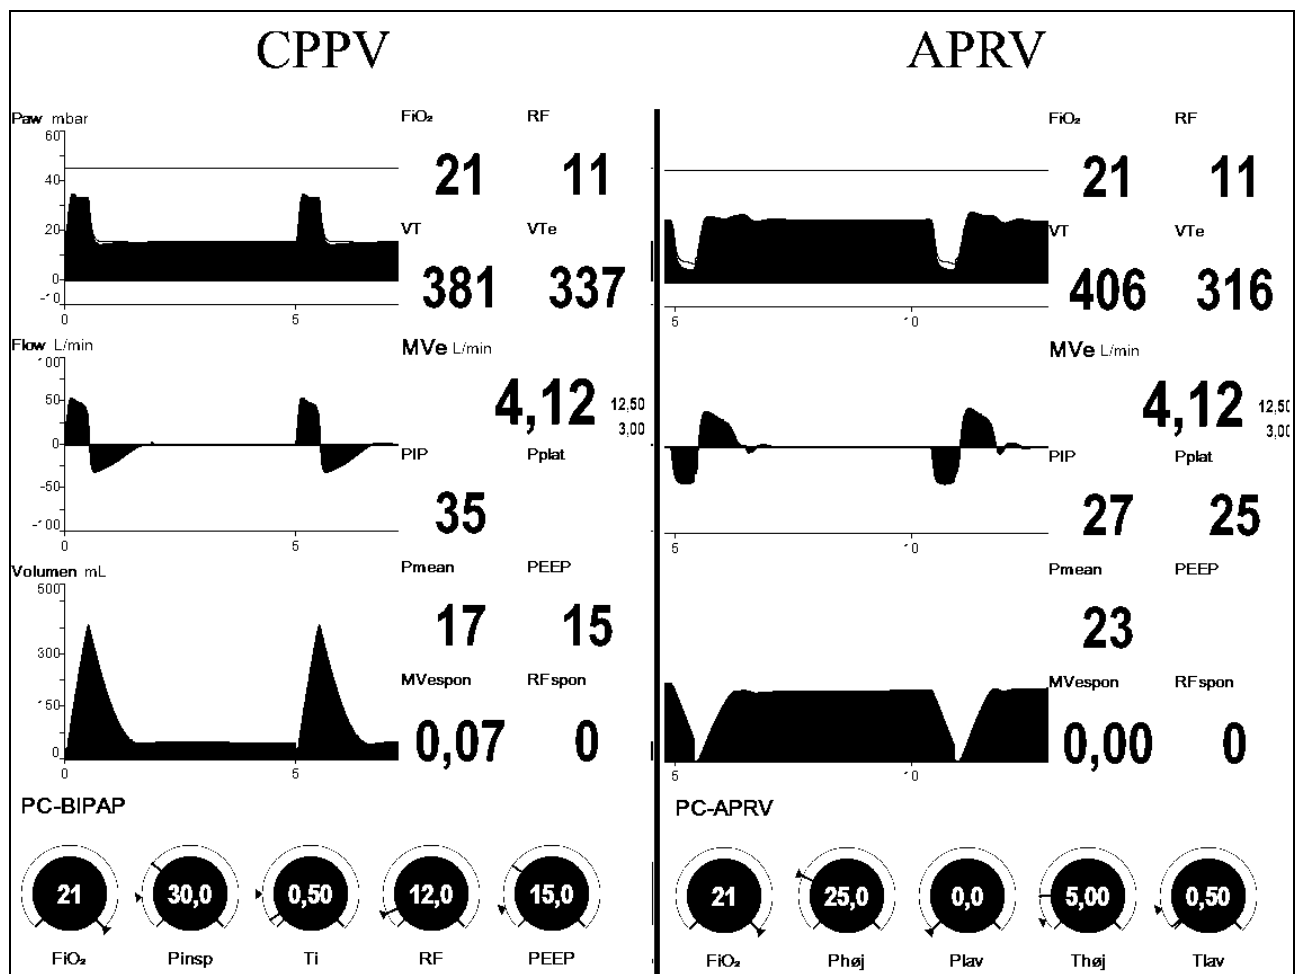 CPPV
Paw mbar
60
40
20
0
-10
0
5
FiO₂
RF
21
11
VT
VTe
381
337
Flow L/min
100
50
0
-50
-100
0
5
MVe L/min
4,12
12,50
3,00
PIP
Pplat
35
Volumen mL
500
300
150
0
0
5
Pmean
PEEP
17
15
MVespon
RFspon
0,07
0
PC-BIPAP
21
30,0
0,50
12,0
15,0
FiO₂
Pinsp
Ti
RF
PEEP
APRV
5
10
FiO₂
RF
21
11
VT
VTe
406
316
5
10
MVe L/min
4,12
12,50
3,00
PIP
Pplat
27
25
5
10
Pmean
PEEP
23
MVespon
RFspon
0,00
0
PC-APRV
21
25,0
0,0
5,00
0,50
FiO₂
Phøj
Plav
Thøj
Tlav